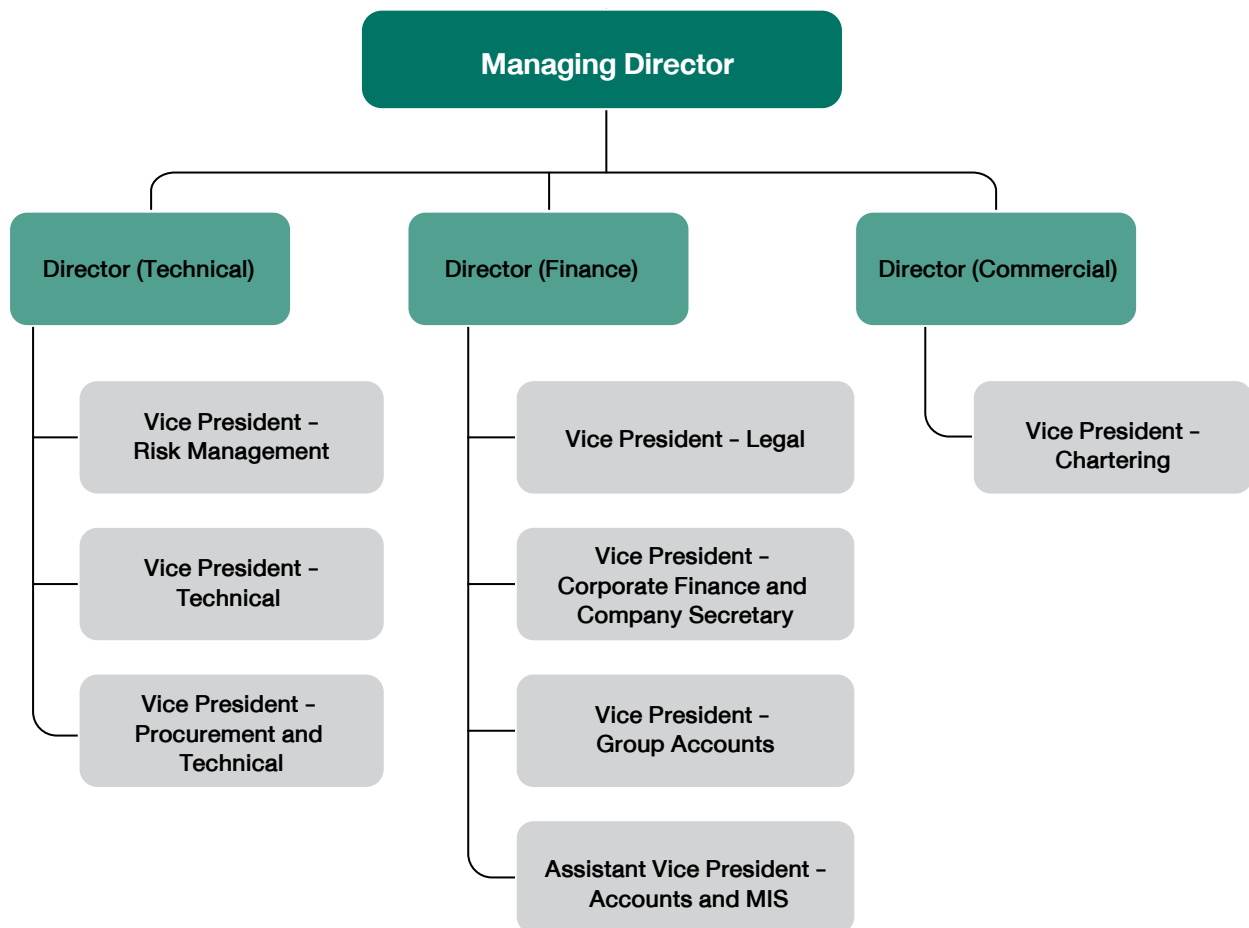 Managing Director
Director (Technical)
Director (Finance)
Director (Commercial)
Vice President –
Risk Management
Vice President –
Technical
Vice President –
Procurement and
Technical
Vice President – Legal
Vice President –
Corporate Finance and
Company Secretary
Vice President –
Group Accounts
Assistant Vice President –
Accounts and MIS
Vice President –
Chartering